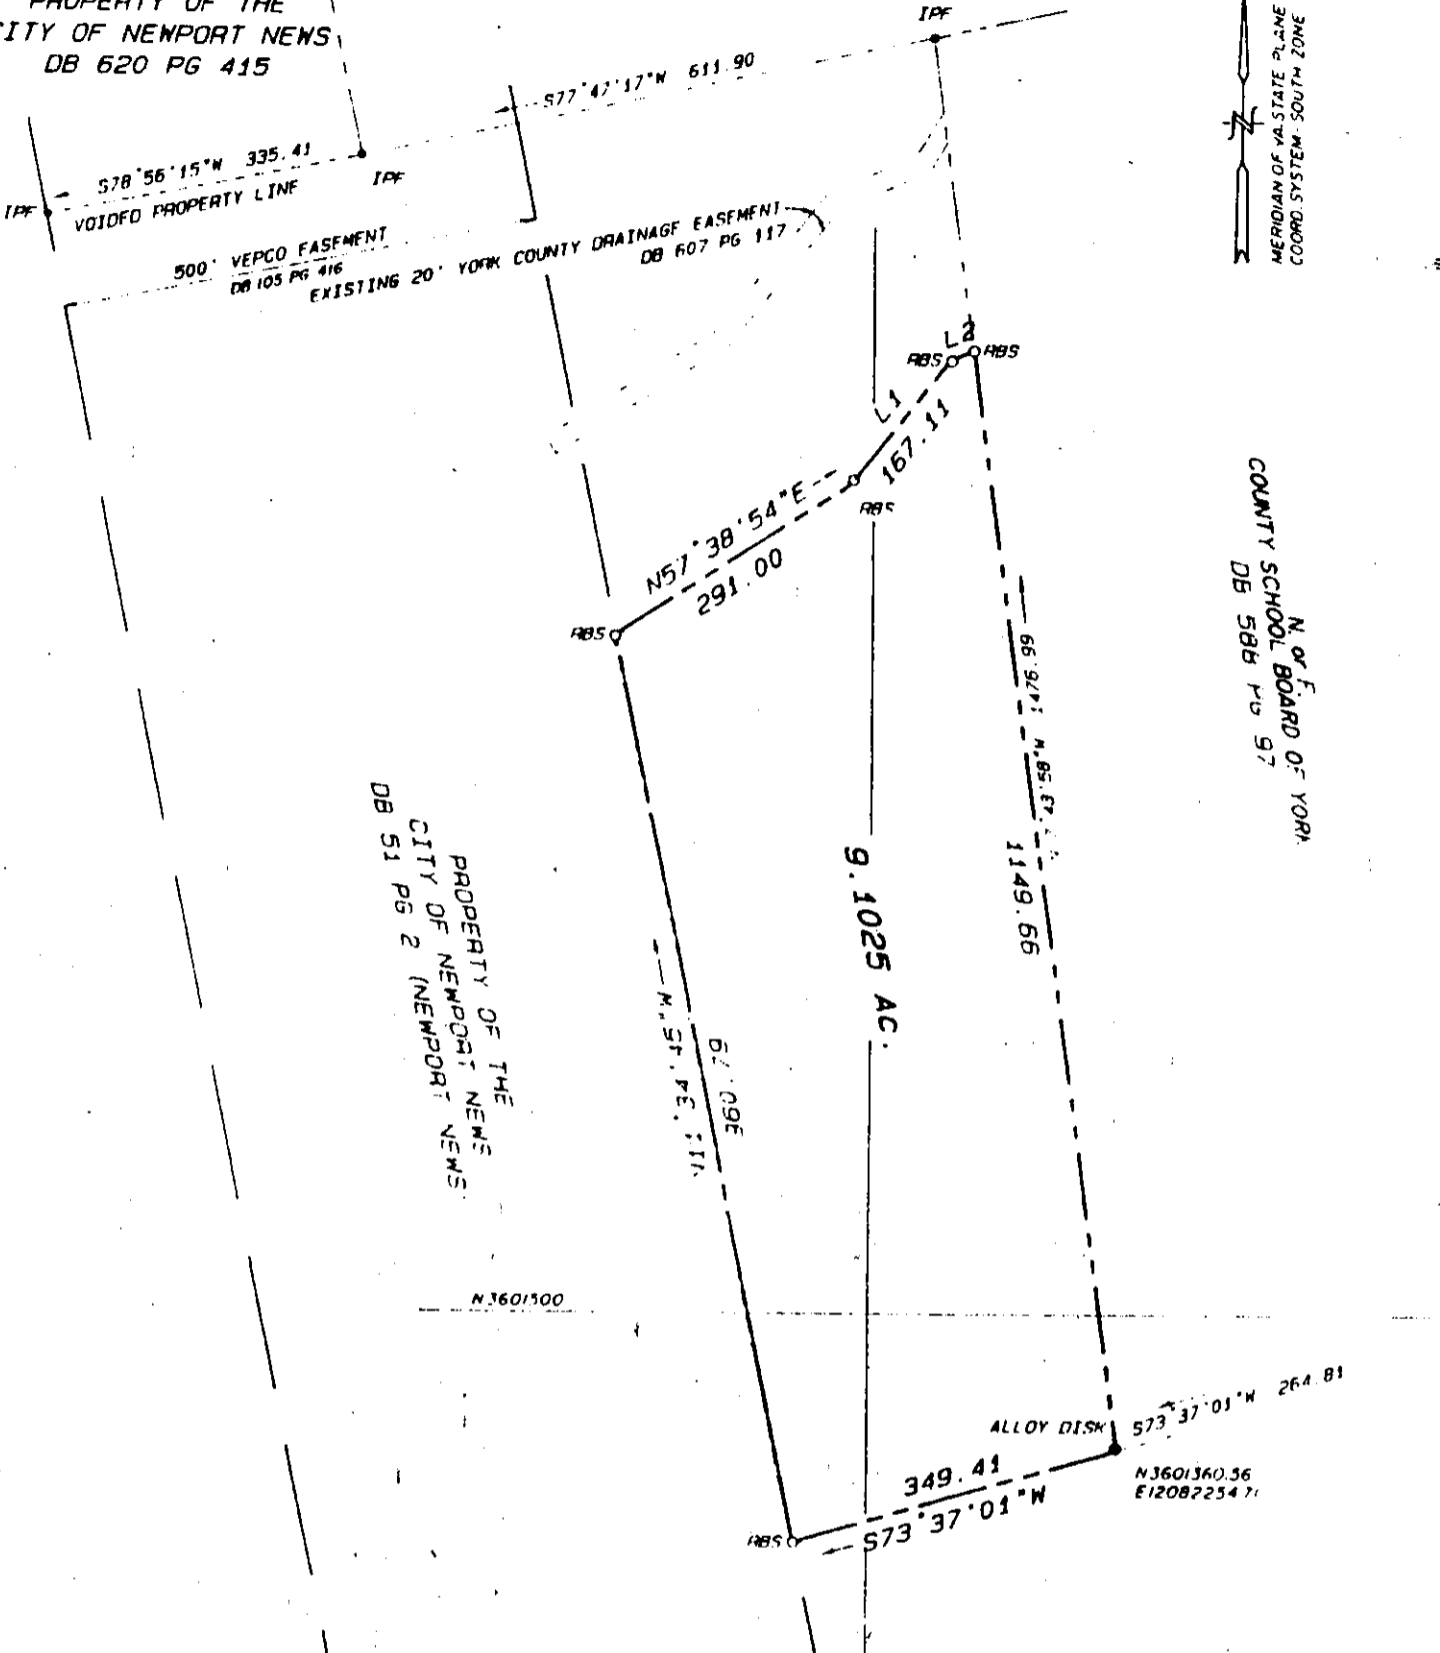 PROPERTY OF THE
CITY OF NEWPORT NEWS
DB 620 PG 415
IPF
S77°47'17"W 611.90
S78°56'15"W 335.41
IPF
IPF
VOIDED PROPERTY LINE
500' VEPCO EASEMENT
DB 105 PG 416
EXISTING 20' YORK COUNTY DRAINAGE EASEMENT
DB 607 PG 117
MERIDIAN OF VA. STATE PLANE
COORD. SYSTEM - SOUTH ZONE
L2
RBS
RBS
L1
167.11
RBS
N57°38'54"E
291.00
RBS
N. or F.
COUNTY SCHOOL BOARD OF YORK
DB 588 PG 97
1149.66
9.1025 AC.
PROPERTY OF THE
CITY OF NEWPORT NEWS
DB 51 PG 2 (NEWPORT NEWS
N3601500
ALLOY DISK
S73°37'01"W 264.81
N3601360.56
E12082254.71
349.41
S73°37'01"W
RBS